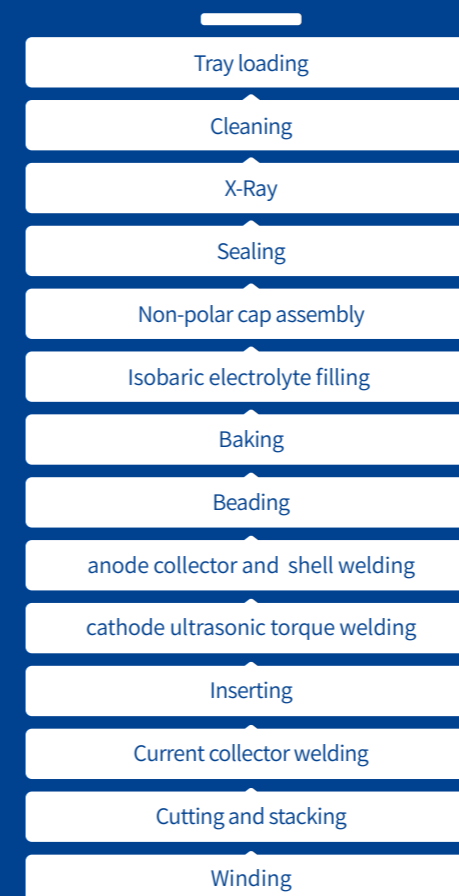 Tray loading
Cleaning
X-Ray
Sealing
Non-polar cap assembly
Isobaric electrolyte filling
Baking
Beading
anode collector and shell welding
cathode ultrasonic torque welding
Inserting
Current collector welding
Cutting and stacking
Winding